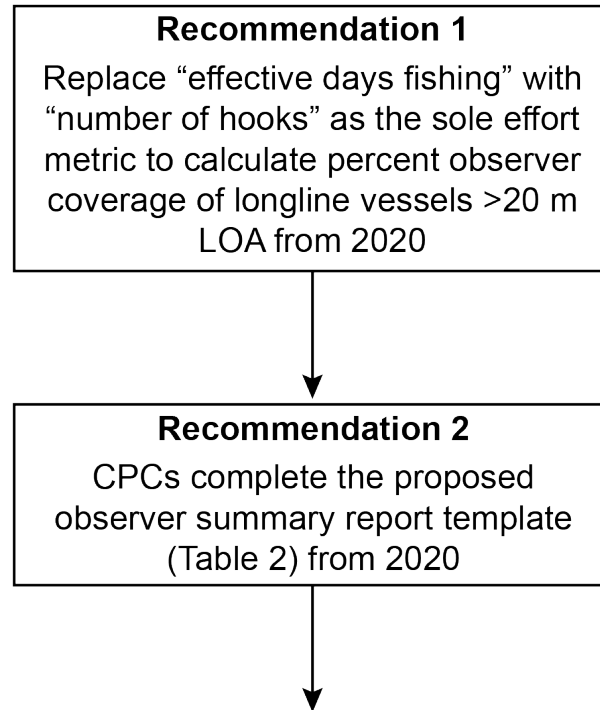 Recommendation 1
Replace “effective days fishing” with
“number of hooks” as the sole effort
metric to calculate percent observer
coverage of longline vessels >20 m
LOA from 2020
Recommendation 2
CPCs complete the proposed
observer summary report template
(Table 2) from 2020